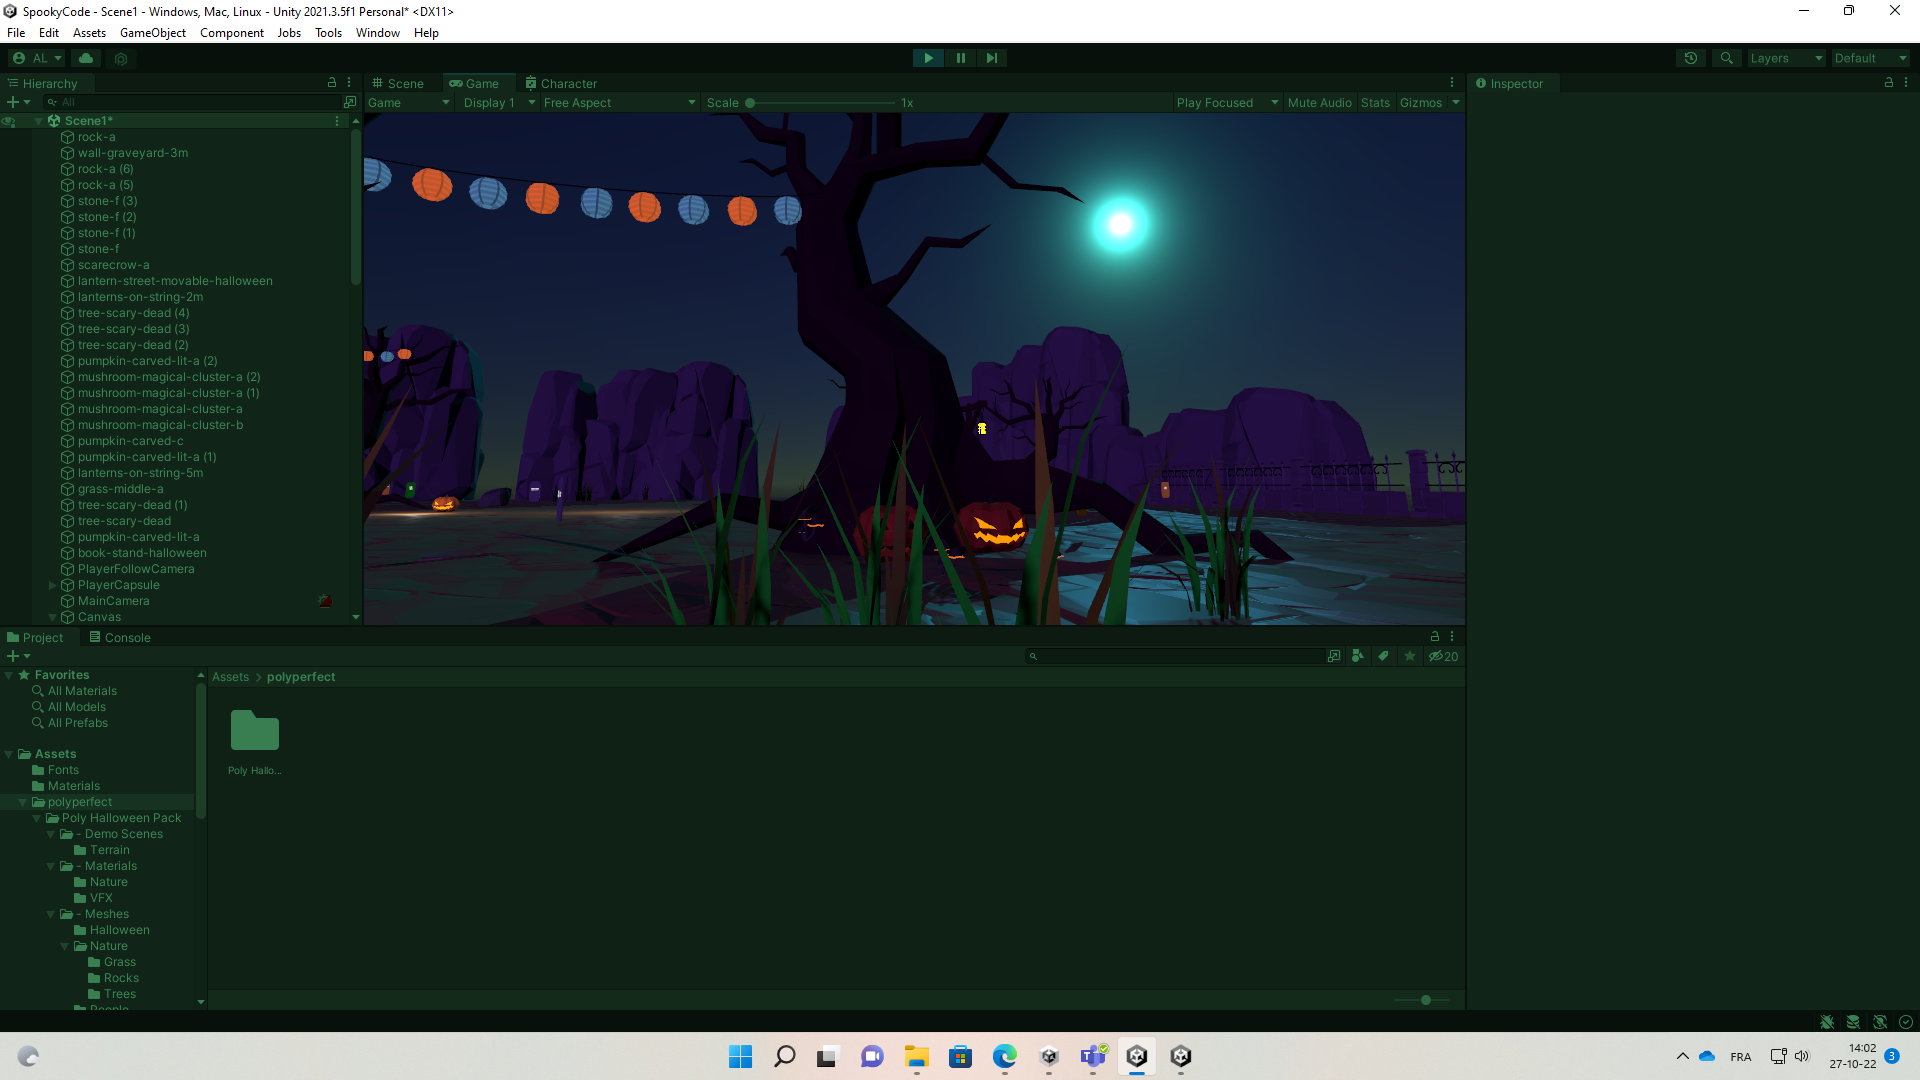 SpookyCode - Scene1 - Windows, Mac, Linux - Unity 2021.3.5f1 Personal* <DX11>
File Edit Assets GameObject Component Jobs Tools Window Help
AL Layers Default
Hierarchy Scene Game Character Inspector
All Game Display 1 Free Aspect Scale 1x Play Focused Mute Audio Stats Gizmos
Scene1*
rock-a
wall-graveyard-3m
rock-a (6)
rock-a (5)
stone-f (3)
stone-f (2)
stone-f (1)
stone-f
scarecrow-a
lantern-street-movable-halloween
lanterns-on-string-2m
tree-scary-dead (4)
tree-scary-dead (3)
tree-scary-dead (2)
pumpkin-carved-lit-a (2)
mushroom-magical-cluster-a (2)
mushroom-magical-cluster-a (1)
mushroom-magical-cluster-a
mushroom-magical-cluster-b
pumpkin-carved-c
pumpkin-carved-lit-a (1)
lanterns-on-string-5m
grass-middle-a
tree-scary-dead (1)
tree-scary-dead
pumpkin-carved-lit-a
book-stand-halloween
PlayerFollowCamera
PlayerCapsule
MainCamera
Canvas
Project Console
20
Favorites
All Materials
All Models
All Prefabs
Assets
Fonts
Materials
polyperfect
Poly Halloween Pack
- Demo Scenes
Terrain
- Materials
Nature
VFX
- Meshes
Halloween
Nature
Grass
Rocks
Trees
People
Assets > polyperfect
Poly Hallo...
FRA
14:02
27-10-22
3